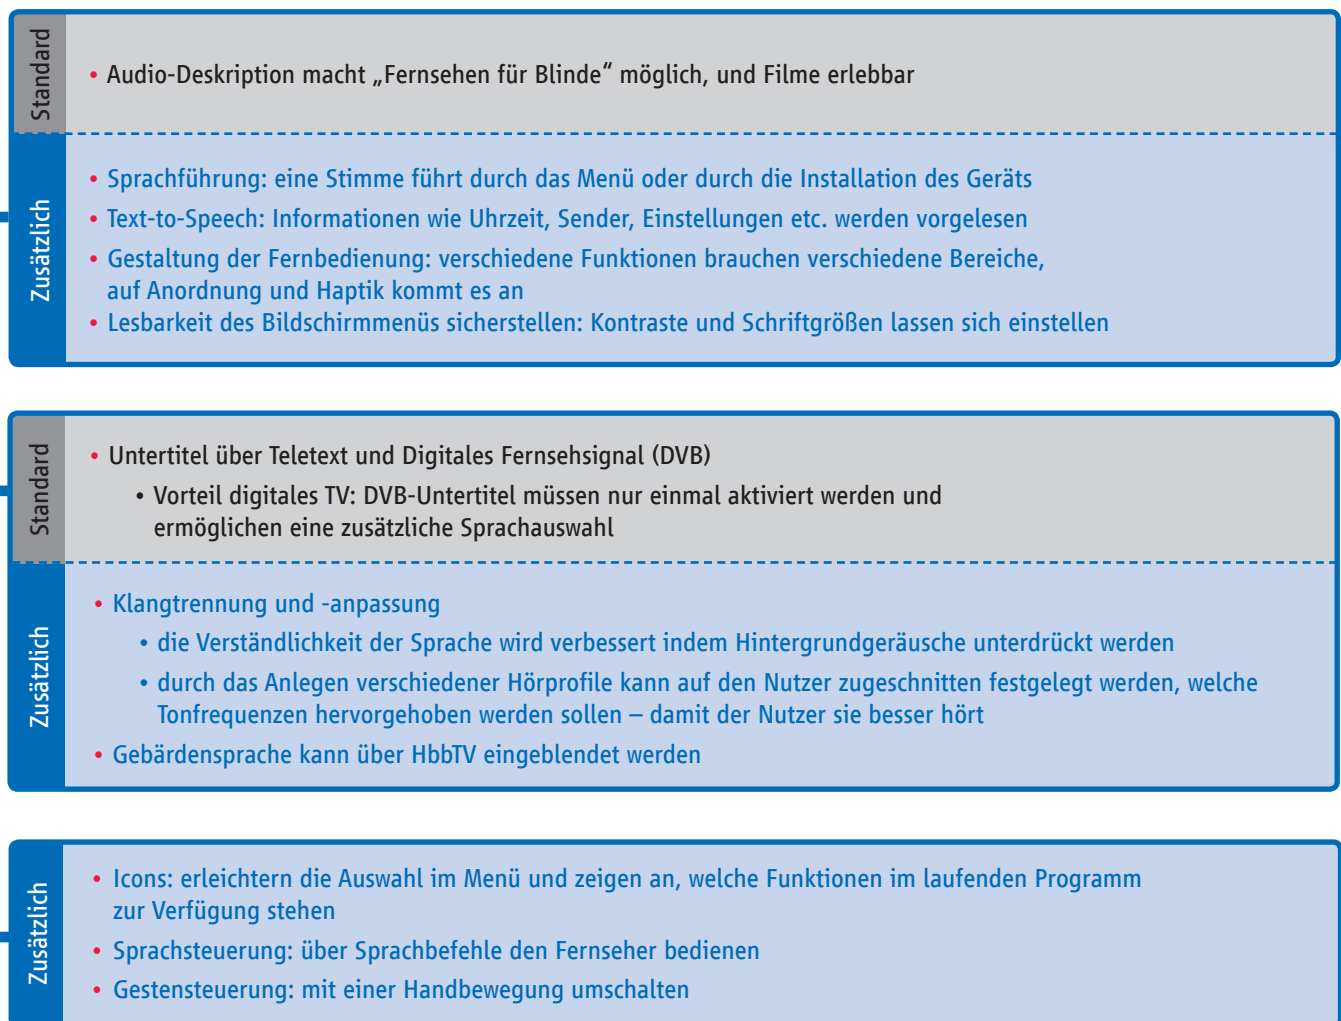 Standard
• Audio-Deskription macht „Fernsehen für Blinde“ möglich, und Filme erlebbar
Zusätzlich
• Sprachführung: eine Stimme führt durch das Menü oder durch die Installation des Geräts
• Text-to-Speech: Informationen wie Uhrzeit, Sender, Einstellungen etc. werden vorgelesen
• Gestaltung der Fernbedienung: verschiedene Funktionen brauchen verschiedene Bereiche,
auf Anordnung und Haptik kommt es an
• Lesbarkeit des Bildschirmmenüs sicherstellen: Kontraste und Schriftgrößen lassen sich einstellen
Standard
• Untertitel über Teletext und Digitales Fernsehsignal (DVB)
• Vorteil digitales TV: DVB-Untertitel müssen nur einmal aktiviert werden und
ermöglichen eine zusätzliche Sprachauswahl
Zusätzlich
• Klangtrennung und -anpassung
• die Verständlichkeit der Sprache wird verbessert indem Hintergrundgeräusche unterdrückt werden
• durch das Anlegen verschiedener Hörprofile kann auf den Nutzer zugeschnitten festgelegt werden, welche
Tonfrequenzen hervorgehoben werden sollen – damit der Nutzer sie besser hört
• Gebärdensprache kann über HbbTV eingeblendet werden
Zusätzlich
• Icons: erleichtern die Auswahl im Menü und zeigen an, welche Funktionen im laufenden Programm
zur Verfügung stehen
• Sprachsteuerung: über Sprachbefehle den Fernseher bedienen
• Gestensteuerung: mit einer Handbewegung umschalten